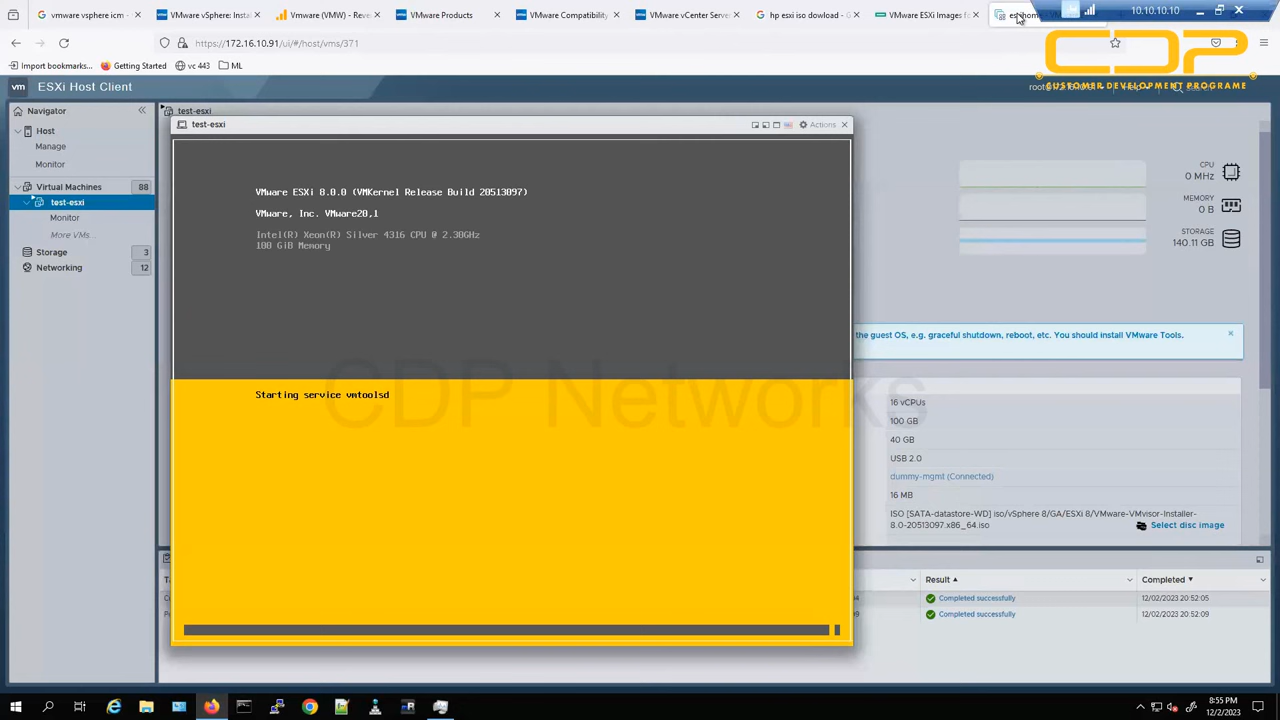 vmware vsphere icm
VMware vSphere: Insta
VMware (VMW) - Reve
VMware Products
VMware Compatibility
VMware vCenter Serve
hp esxi iso dowload - G
VMware ESXi Images F
10.10.10.10
https://172.16.10.91/ui/#/host/vms/371
Import bookmarks...
Getting Started
vc 443
ML
CDP
CUSTOMER DEVELOPMENT PROGRAME
vm
ESXi Host Client
Navigator
Host
Manage
Monitor
Virtual Machines
88
test-esxi
Monitor
More VMs...
Storage
3
Networking
12
test-esxi
test-esxi
Actions
VMware ESXi 8.0.0 (VMKernel Release Build 20513097)
VMware, Inc. VMware20,1
Intel(R) Xeon(R) Silver 4316 CPU @ 2.30GHz
100 GiB Memory
Starting service vmtoolsd
CDP Networks
CPU
0 MHz
MEMORY
0 B
STORAGE
140.11 GB
the guest OS, e.g. graceful shutdown, reboot, etc. You should install VMware Tools.
16 vCPUs
100 GB
40 GB
USB 2.0
dummy-mgmt (Connected)
16 MB
ISO [SATA-datastore-WD] iso/vSphere 8/GA/ESXi 8/VMware-VMvisor-Installer-
8.0-20513097.x86_64.iso
Select disc image
Result
Completed
Completed successfully
12/02/2023 20:52:05
Completed successfully
12/02/2023 20:52:09
8:55 PM
12/2/2023